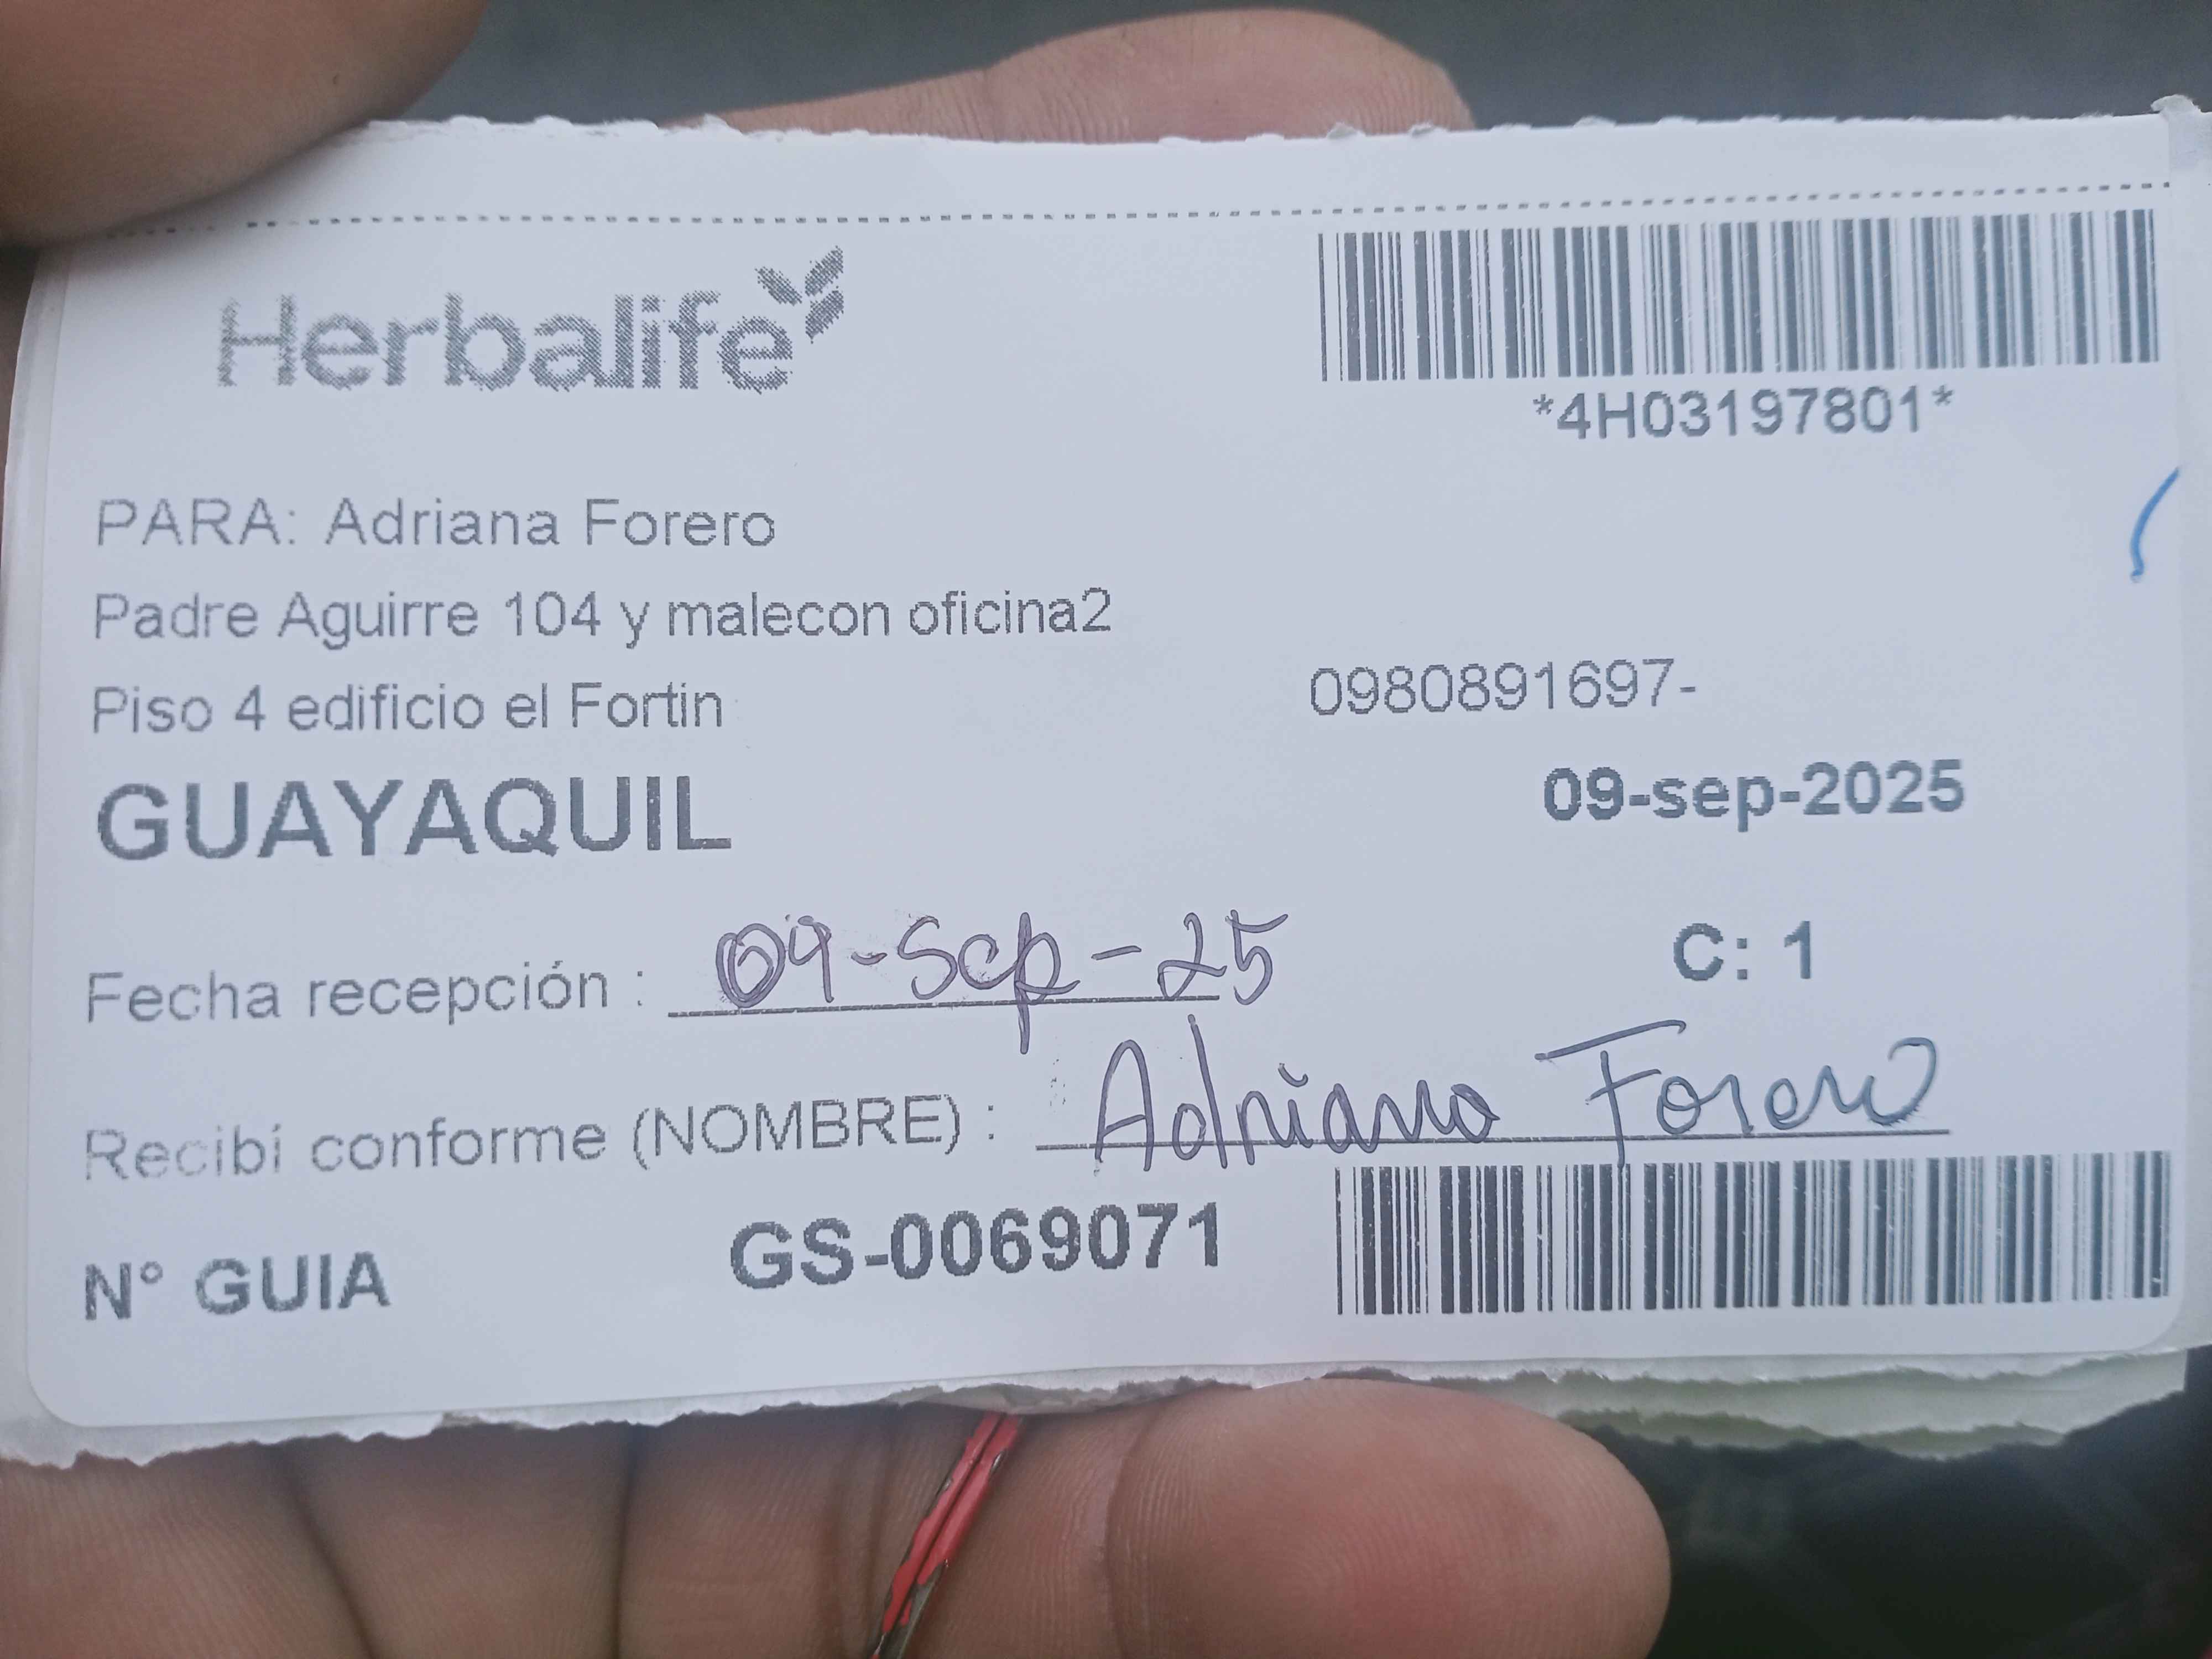 Herbalife
*4H03197801*
PARA: Adriana Forero
Padre Aguirre 104 y malecon oficina2
Piso 4 edificio el Fortin
0980891697-
GUAYAQUIL
09-sep-2025
Fecha recepción : 09-Sep-25
C: 1
Recibí conforme (NOMBRE) : Adriana Forero
N° GUIA GS-0069071